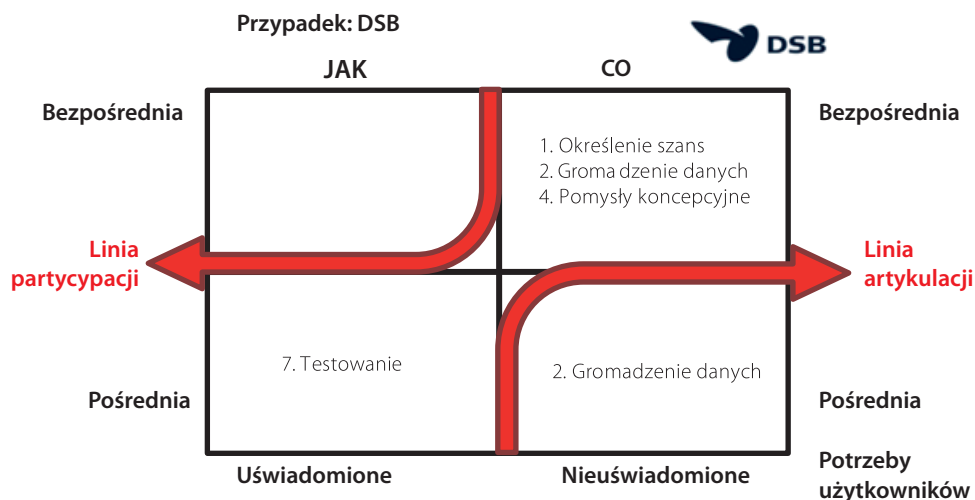 Przypadek: DSB
DSB
JAK
CO
Bezpośrednia
Bezpośrednia
1. Określenie szans
2. Groma dzenie danych
4. Pomysły koncepcyjne
Linia
partycypacji
Linia
artykulacji
7. Testowanie
2. Gromadzenie danych
Pośrednia
Pośrednia
Uświadomione
Nieuświadomione
Potrzeby
użytkowników